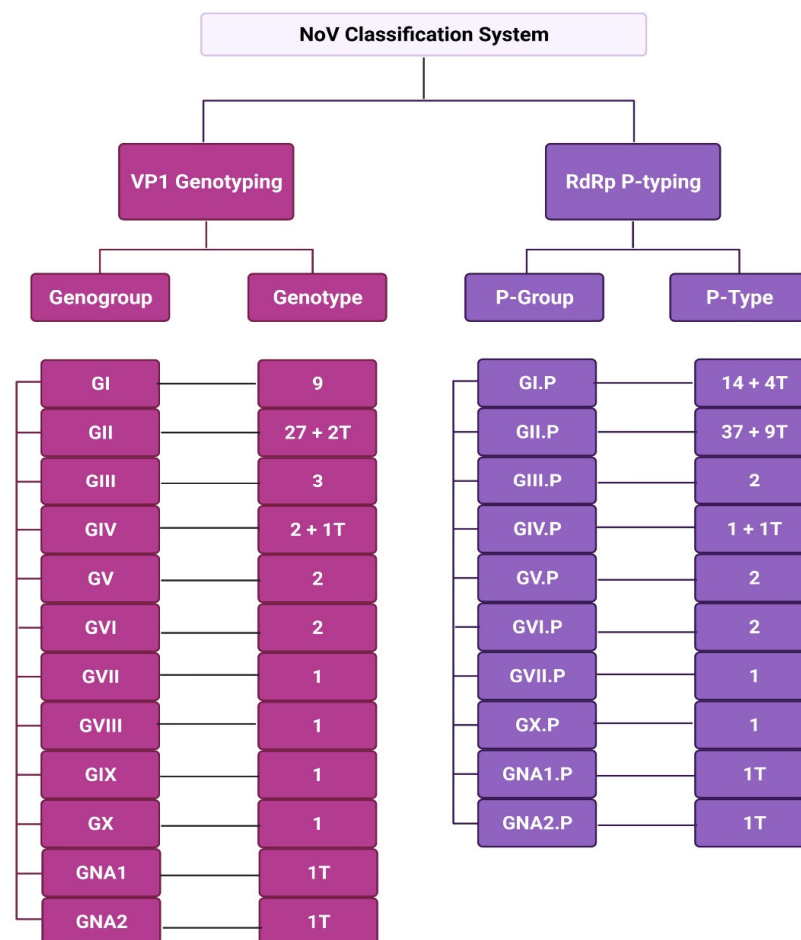 NoV Classification System
VP1 Genotyping
RdRp P-typing
Genogroup
Genotype
P-Group
P-Type
GI
9
GII
27 + 2T
GIII
3
GIV
2 + 1T
GV
2
GVI
2
GVII
1
GVIII
1
GIX
1
GX
1
GNA1
1T
GNA2
1T
GI.P
14 + 4T
GII.P
37 + 9T
GIII.P
2
GIV.P
1 + 1T
GV.P
2
GVI.P
2
GVII.P
1
GX.P
1
GNA1.P
1T
GNA2.P
1T